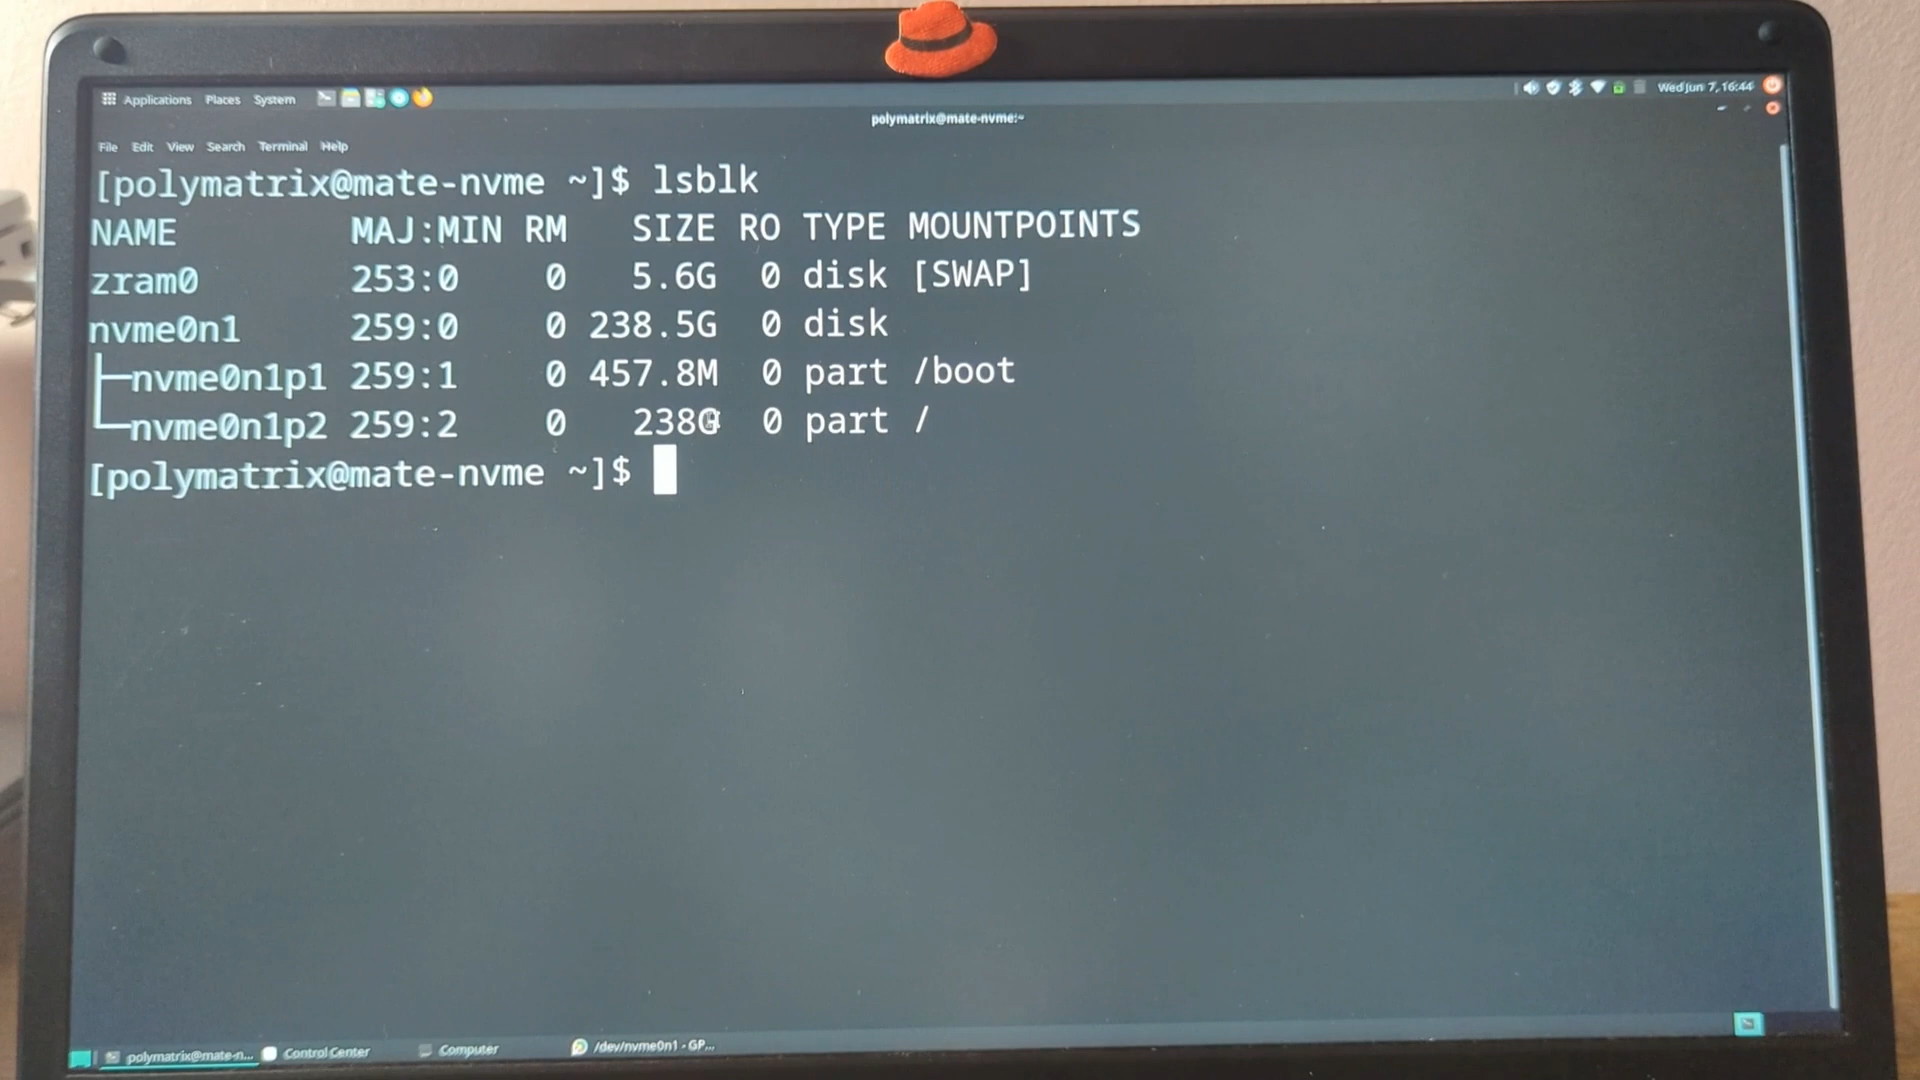 Applications Places System
Wed Jun 7, 16:44
polymatrix@mate-nvme:~
File Edit View Search Terminal Help
[polymatrix@mate-nvme ~]$ lsblk
NAME MAJ:MIN RM SIZE RO TYPE MOUNTPOINTS
zram0 253:0 0 5.6G 0 disk [SWAP]
nvme0n1 259:0 0 238.5G 0 disk
├─nvme0n1p1 259:1 0 457.8M 0 part /boot
└─nvme0n1p2 259:2 0 238G 0 part /
[polymatrix@mate-nvme ~]$
polymatrix@mate-n... Control Center Computer /dev/nvme0n1 - GP...